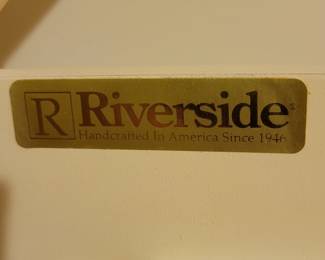 R Riverside
Handcrafted In America Since 1946